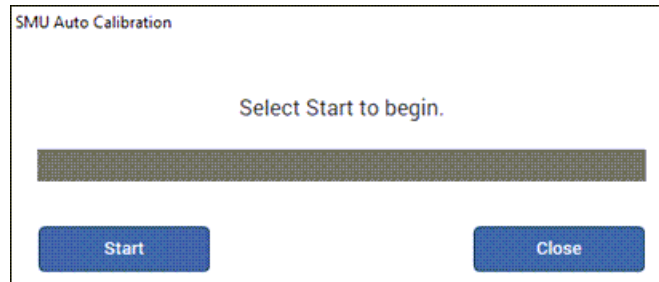 SMU Auto Calibration
Select Start to begin.
Start
Close